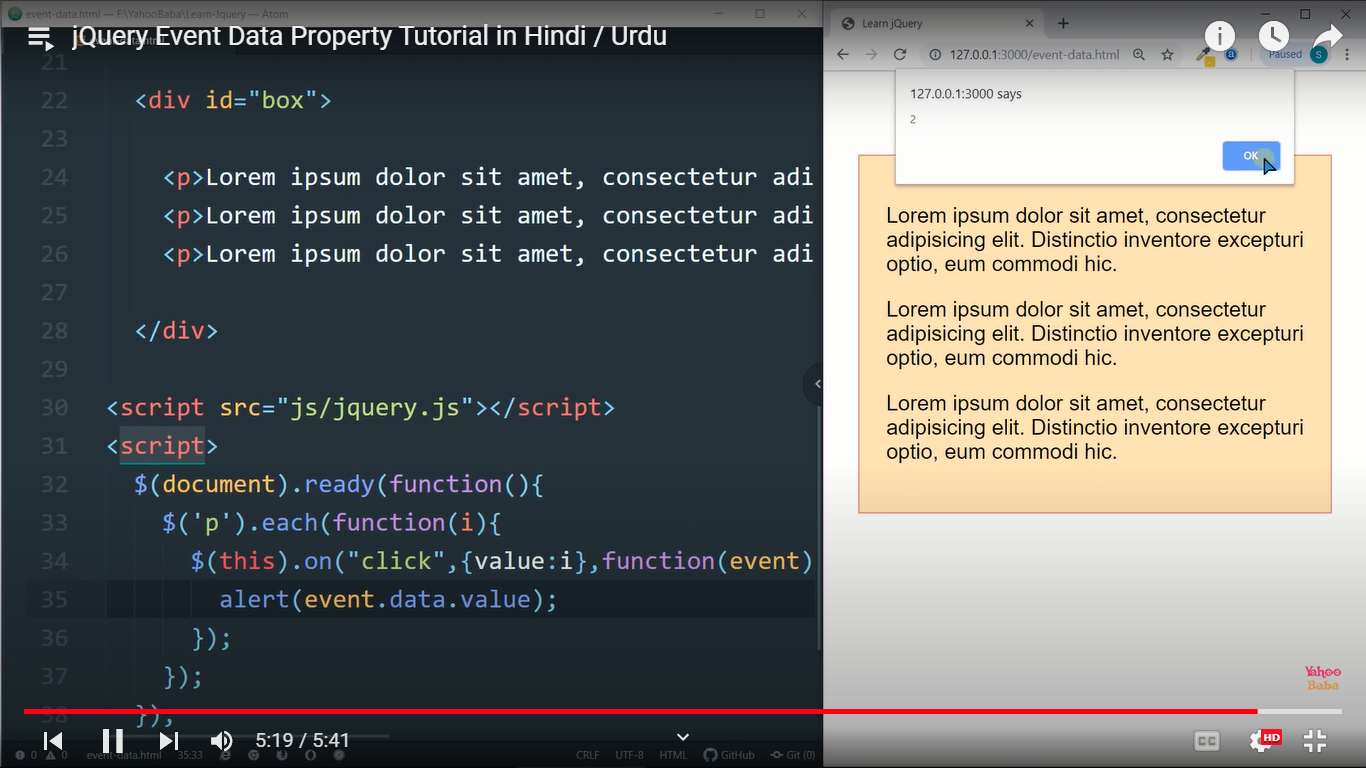 event-data.html — F:\YahooBaba\Learn-Jquery — Atom
jQuery Event Data Property Tutorial in Hindi / Urdu
21
22 <div id="box">
23
24 <p>Lorem ipsum dolor sit amet, consectetur adi
25 <p>Lorem ipsum dolor sit amet, consectetur adi
26 <p>Lorem ipsum dolor sit amet, consectetur adi
27
28 </div>
29
30 <script src="js/jquery.js"></script>
31 <script>
32 $(document).ready(function(){
33 $('p').each(function(i){
34 $(this).on("click",{value:i},function(event)
35 alert(event.data.value);
36 });
37 });
38 });
5:19 / 5:41
0 0 event-data.html 35:33 CRLF UTF-8 HTML GitHub Git (0)
Learn jQuery
127.0.0.1:3000/event-data.html
Paused S
127.0.0.1:3000 says
2
OK
Lorem ipsum dolor sit amet, consectetur
adipisicing elit. Distinctio inventore excepturi
optio, eum commodi hic.
Lorem ipsum dolor sit amet, consectetur
adipisicing elit. Distinctio inventore excepturi
optio, eum commodi hic.
Lorem ipsum dolor sit amet, consectetur
adipisicing elit. Distinctio inventore excepturi
optio, eum commodi hic.
Yahoo
Baba
CC
HD